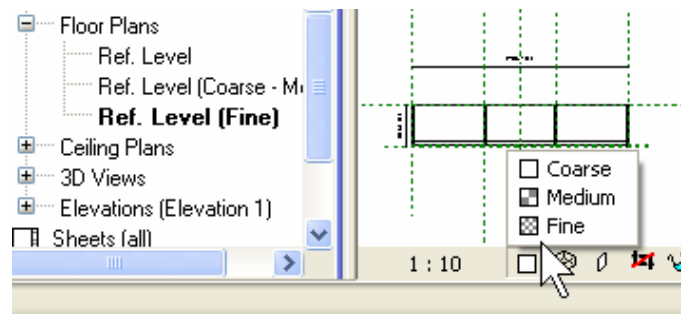 Floor Plans
Ref. Level
Ref. Level (Coarse - M
Ref. Level (Fine)
Ceiling Plans
3D Views
Elevations (Elevation 1)
Sheets (all)
Coarse
Medium
Fine
1 : 10